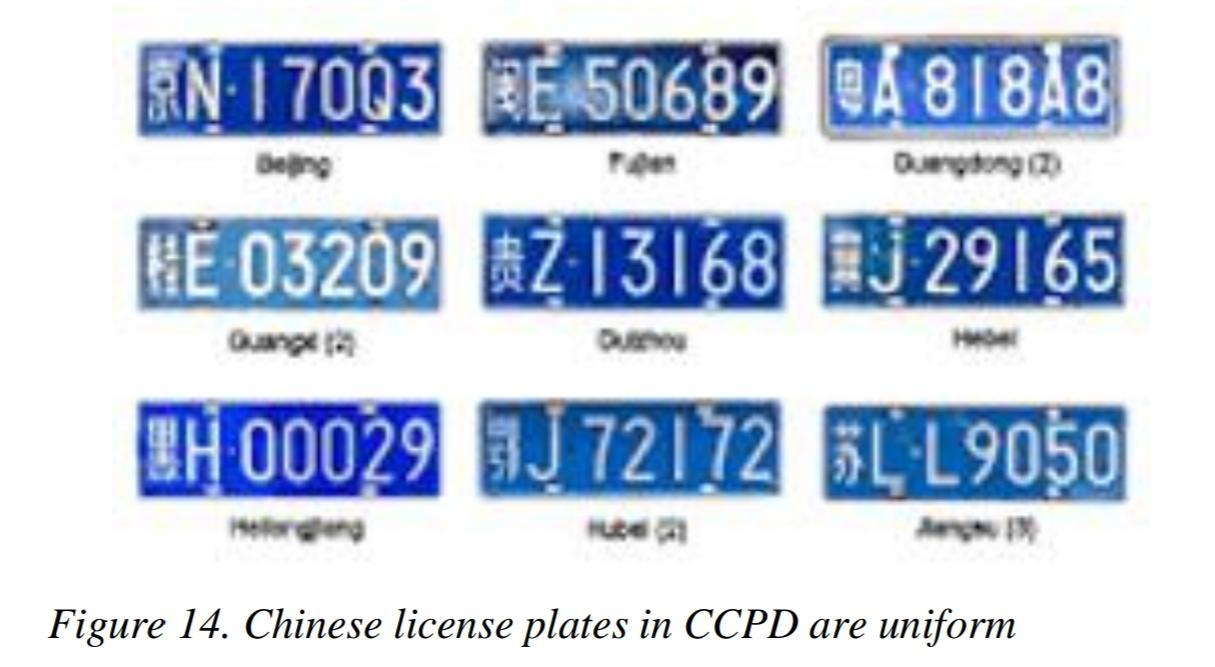 京N·170Q3
闽E 50689
粤A·818A8
Beijing
Fujian
Guangdong (2)
桂E·03209
贵Z·13168
冀J·29165
Guangxi (2)
Guizhou
Hebei
黑H·00029
鄂J 72172
苏L·L9050
Heilongjiang
Hubei (2)
Jiangsu (3)
Figure 14. Chinese license plates in CCPD are uniform